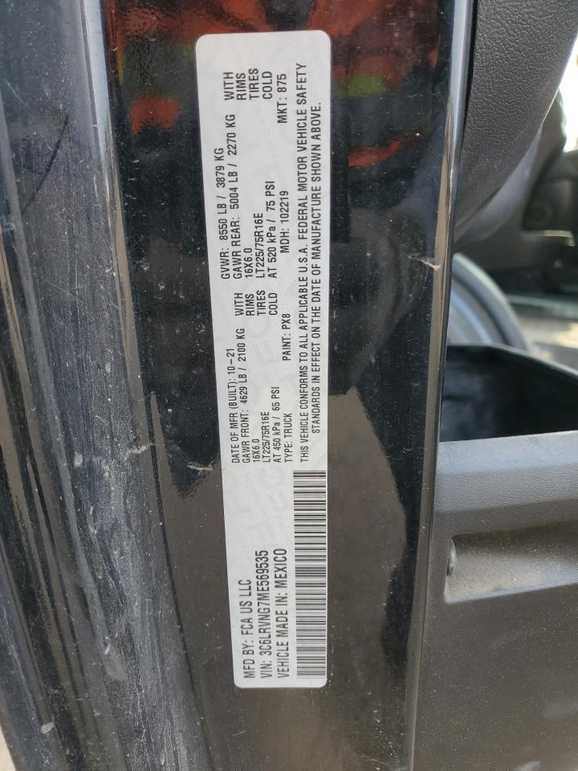 MFD BY: FCA US LLC
DATE OF MFR (BUILT): 10-21
GVWR: 8550 LB / 3879 KG
GAWR FRONT: 4629 LB / 2100 KG WITH
16X6.0 RIMS
LT225/75R16E TIRES
AT 450 kPa / 65 PSI COLD
GAWR REAR: 5004 LB / 2270 KG WITH
16X6.0 RIMS
LT225/75R16E TIRES
AT 520 kPa / 75 PSI COLD
VIN: 3C6LRVNG7ME569535
TYPE: TRUCK PAINT: PX8 MDH: 102219 MKT: 875
VEHICLE MADE IN: MEXICO
THIS VEHICLE CONFORMS TO ALL APPLICABLE U.S.A. FEDERAL MOTOR VEHICLE SAFETY
STANDARDS IN EFFECT ON THE DATE OF MANUFACTURE SHOWN ABOVE.